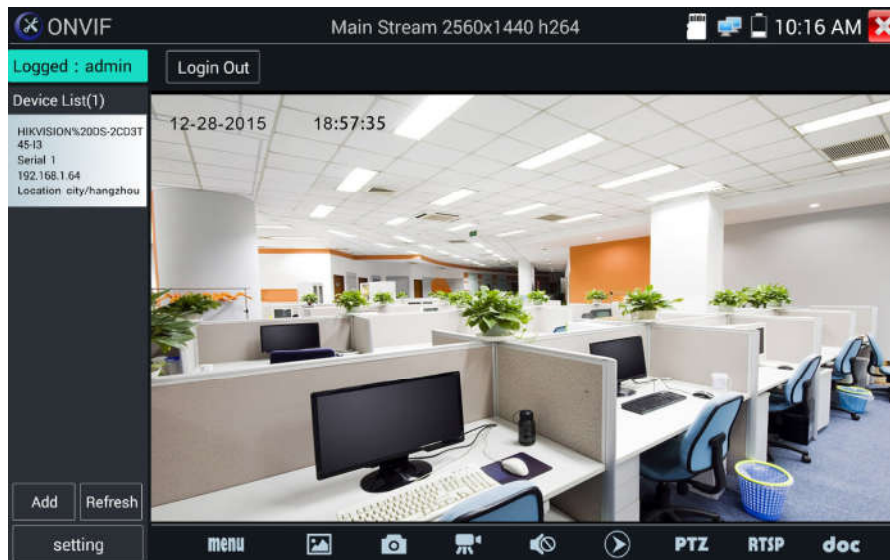 ONVIF
Main Stream 2560x1440 h264
10:16 AM
Logged : admin
Login Out
Device List(1)
HIKVISION%20DS-2CD3T
45-I3
Serial 1
192.168.1.64
Location city/hangzhou
12-28-2015 18:57:35
Add
Refresh
setting
menu
PTZ
RTSP
doc